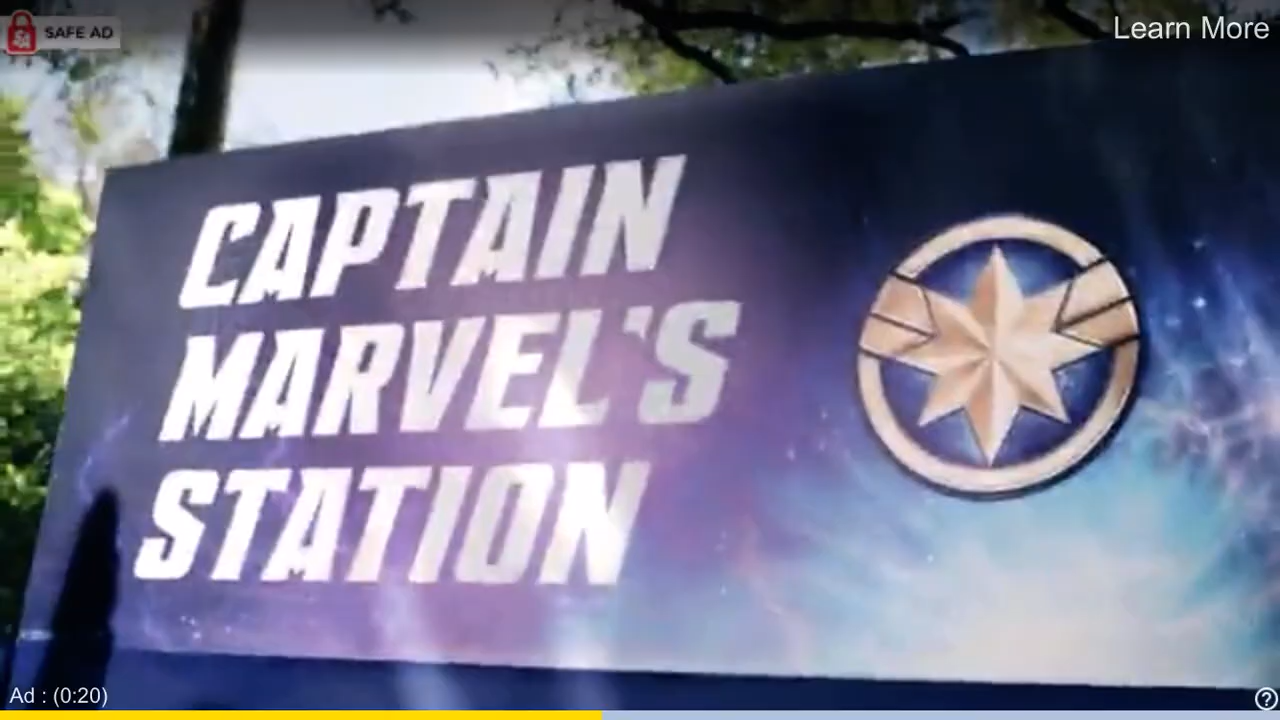 SAFE AD
Learn More
CAPTAIN
MARVEL'S
STATION
Ad : (0:20)